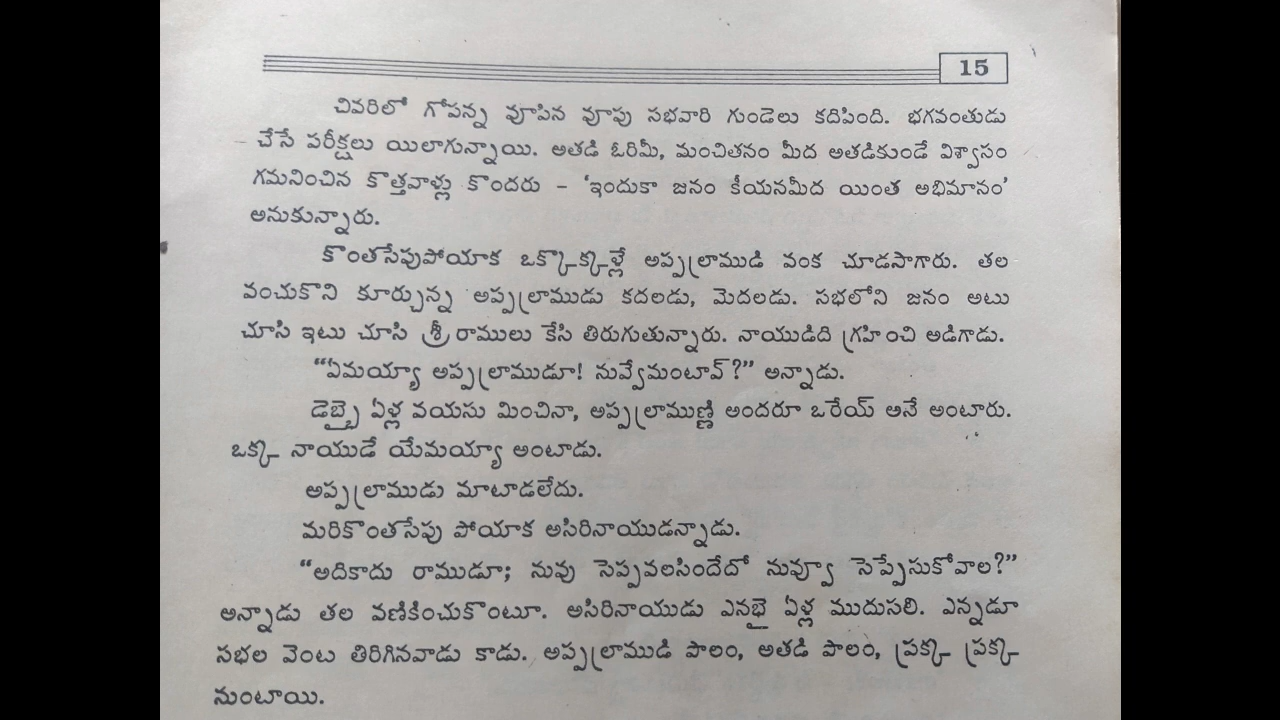 15
చివరిలో గోపన్న వూపిన వూపు సభవారి గుండెలు కదిపింది. భగవంతుడు
చేసే పరీక్షలు యిలాగున్నాయి. అతడి ఓరిమీ, మంచితనం మీద అతడికుండే విశ్వాసం
గమనించిన కొత్తవాళ్లు కొందరు – ‘ఇందుకా జనం కీయనమీద యింత అభిమానం’
అనుకున్నారు.
కొంతసేపుపోయాక ఒక్కొక్కళ్లే అప్పల్రాముడి వంక చూడసాగారు. తల
వంచుకొని కూర్చున్న అప్పల్రాముడు కదలడు, మెదలడు. సభలోని జనం అటు
చూసి ఇటు చూసి శ్రీ రాములు కేసి తిరుగుతున్నారు. నాయుడిది గ్రహించి అడిగాడు.
“ఏమయ్యా అప్పల్రాముడూ! నువ్వేమంటావ్?” అన్నాడు.
డెబ్బై ఏళ్ల వయసు మించినా, అప్పల్రాముణ్ణి అందరూ ఒరేయ్ అనే అంటారు.
ఒక్క నాయుడే యేమయ్యా అంటాడు.
అప్పల్రాముడు మాటాడలేదు.
మరికొంతసేపు పోయాక అసిరినాయుడన్నాడు.
“అదికాదు రాముడూ; నువు సెప్పవలసిందేదో నువ్వూ సెప్పేసుకోవాల?”
అన్నాడు తల వణికించుకొంటూ. అసిరినాయుడు ఎనభై ఏళ్ల ముదుసలి. ఎన్నడూ
సభల వెంట తిరిగినవాడు కాడు. అప్పల్రాముడి పొలం, అతడి పొలం, ప్రక్క ప్రక్క
నుంటాయి.